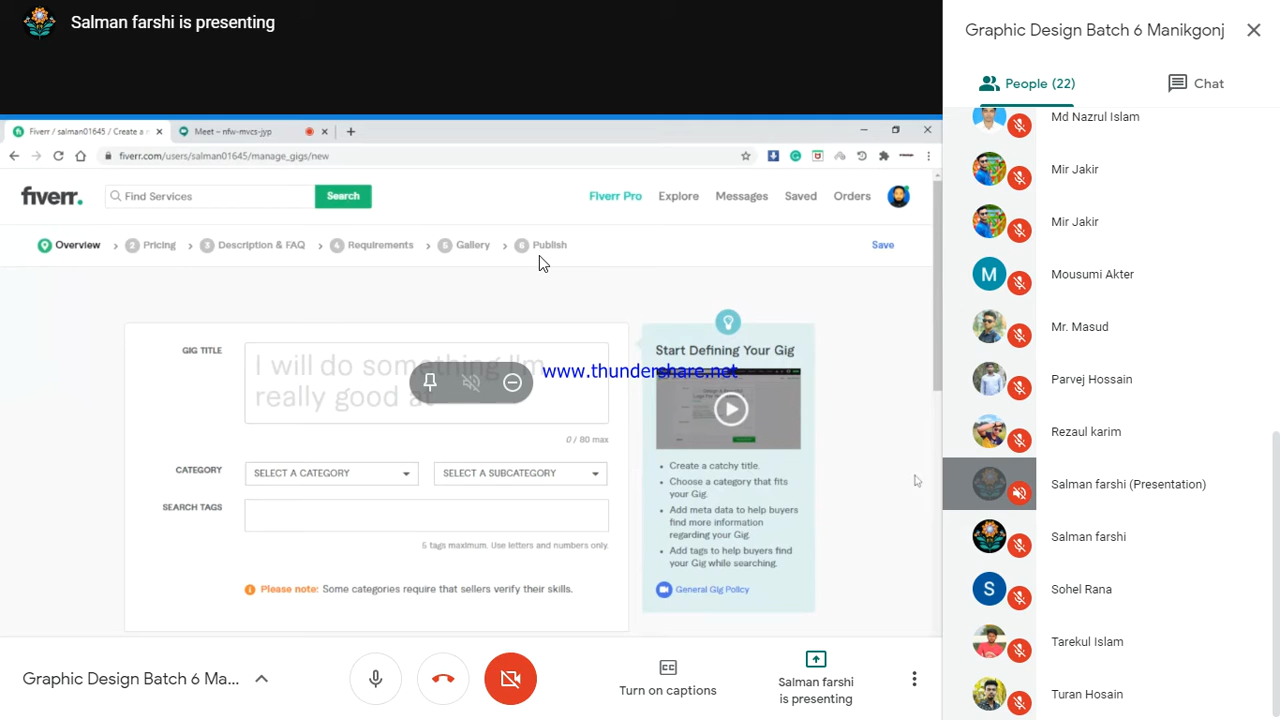 Salman farshi is presenting
Fiverr / salman01645 / Create a n
Meet – nfw-mvcs-jyp
fiverr.com/users/salman01645/manage_gigs/new
fiverr.
Find Services
Search
Fiverr Pro
Explore
Messages
Saved
Orders
Overview
2 Pricing
3 Description & FAQ
4 Requirements
5 Gallery
6 Publish
Save
GIG TITLE
I will do something I'm
really good at
0 / 80 max
CATEGORY
SELECT A CATEGORY
SELECT A SUBCATEGORY
SEARCH TAGS
5 tags maximum. Use letters and numbers only.
Please note: Some categories require that sellers verify their skills.
Start Defining Your Gig
www.thundershare.net
Create a catchy title.
Choose a category that fits
your Gig.
Add meta data to help buyers
find more information
regarding your Gig.
Add tags to help buyers find
your Gig while searching.
General Gig Policy
Graphic Design Batch 6 Ma...
Turn on captions
Salman farshi
is presenting
Graphic Design Batch 6 Manikgonj
People (22)
Chat
Md Nazrul Islam
Mir Jakir
Mir Jakir
M
Mousumi Akter
Mr. Masud
Parvej Hossain
Rezaul karim
Salman farshi (Presentation)
Salman farshi
S
Sohel Rana
Tarekul Islam
Turan Hosain